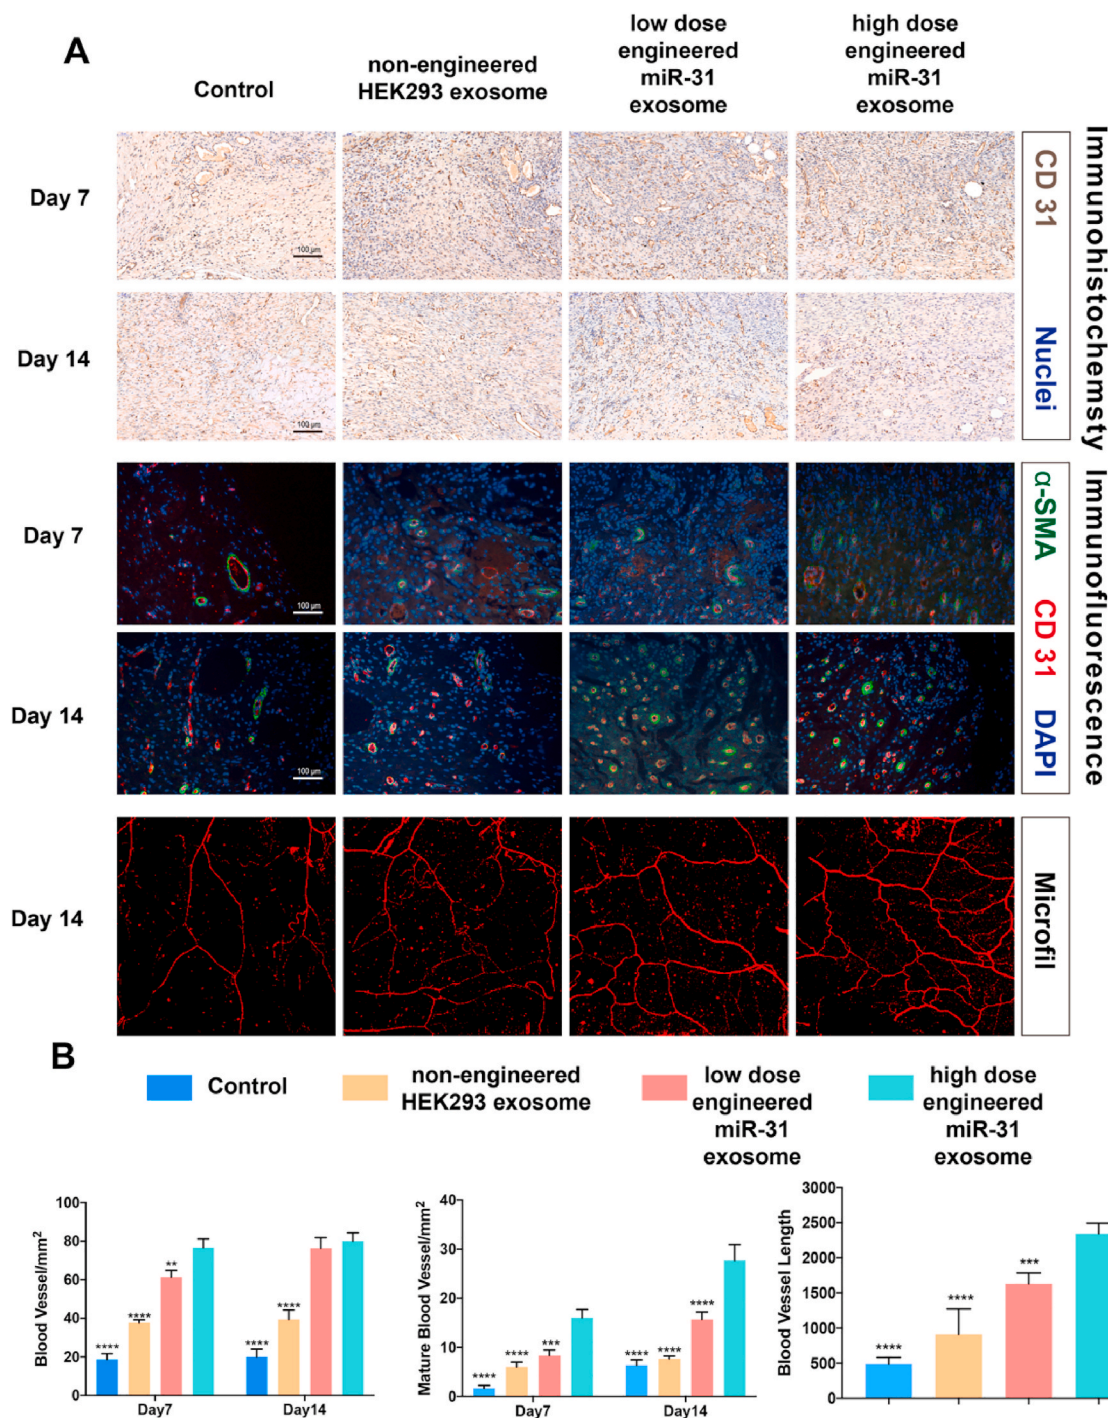 A
Control
non-engineered
HEK293 exosome
low dose
engineered
miR-31
exosome
high dose
engineered
miR-31
exosome
Day 7
100 μm
Day 14
100 μm
CD 31
Nuclei
Immunohistochemsty
Day 7
100 μm
Day 14
100 μm
α-SMA
CD 31
DAPI
Immunofluorescence
Day 14
Microfil
B
Control
non-engineered
HEK293 exosome
low dose
engineered
miR-31
exosome
high dose
engineered
miR-31
exosome
Blood Vessel/mm²
100
80
60
40
20
0
****
****
**
****
****
Day7
Day14
Mature Blood Vessel/mm²
40
30
20
10
0
****
****
***
****
****
****
Day7
Day14
Blood Vessel Length
3000
2500
2000
1500
1000
500
0
****
****
***